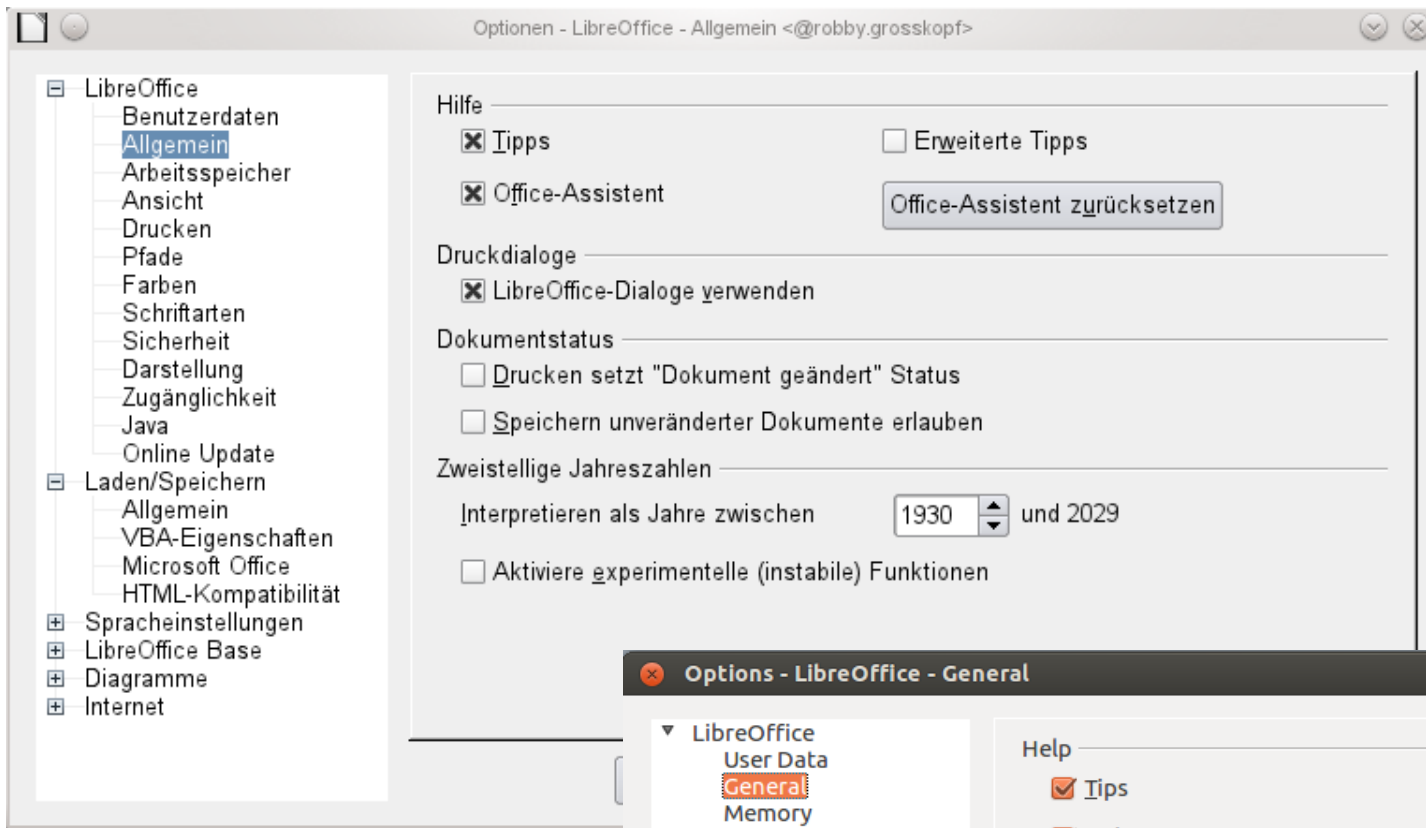 Optionen - LibreOffice - Allgemein <@robby.grosskopf>
LibreOffice
Benutzerdaten
Allgemein
Arbeitsspeicher
Ansicht
Drucken
Pfade
Farben
Schriftarten
Sicherheit
Darstellung
Zugänglichkeit
Java
Online Update
Laden/Speichern
Allgemein
VBA-Eigenschaften
Microsoft Office
HTML-Kompatibilität
Spracheinstellungen
LibreOffice Base
Diagramme
Internet
Hilfe
Tipps Erweiterte Tipps
Office-Assistent Office-Assistent zurücksetzen
Druckdialoge
LibreOffice-Dialoge verwenden
Dokumentstatus
Drucken setzt "Dokument geändert" Status
Speichern unveränderter Dokumente erlauben
Zweistellige Jahreszahlen
Interpretieren als Jahre zwischen 1930 und 2029
Aktiviere experimentelle (instabile) Funktionen
Options - LibreOffice - General
LibreOffice
User Data
General
Memory
Help
Tips